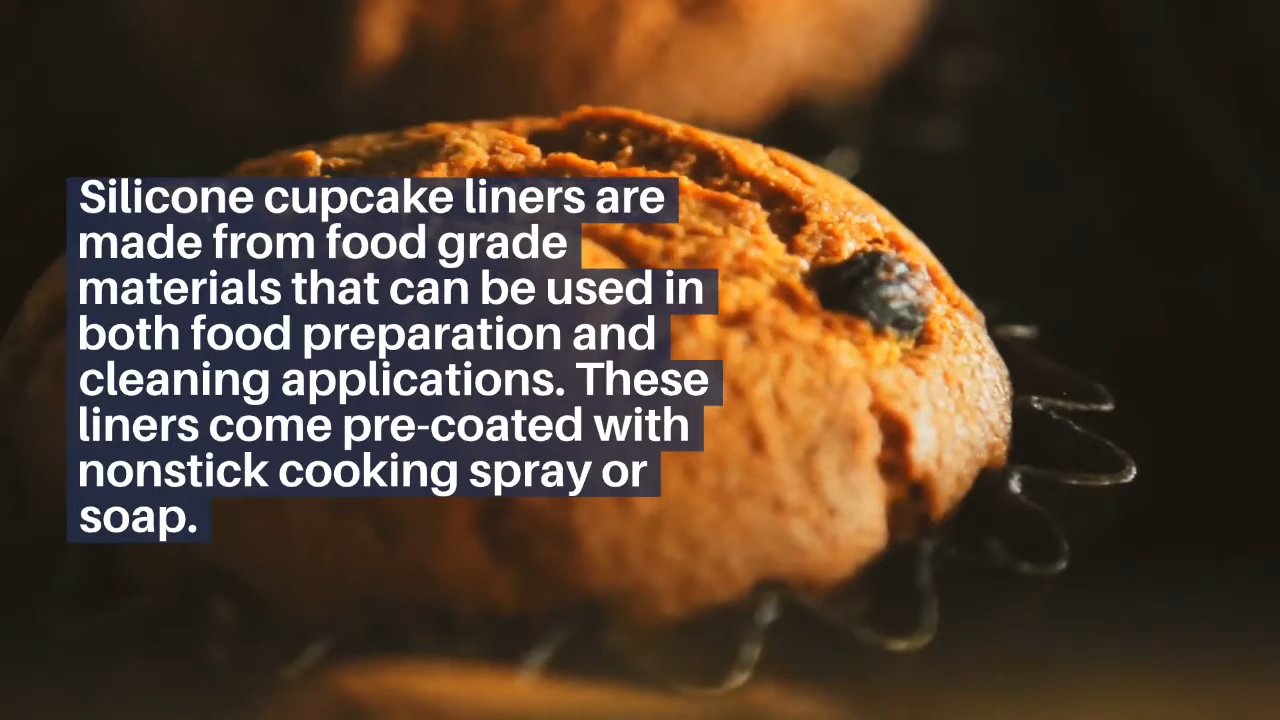 Silicone cupcake liners are
made from food grade
materials that can be used in
both food preparation and
cleaning applications. These
liners come pre-coated with
nonstick cooking spray or
soap.